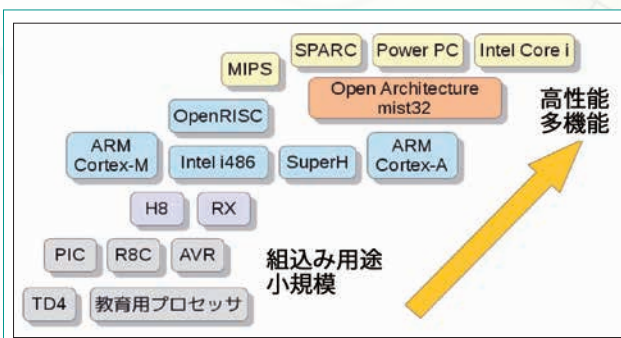 SPARC
Power PC
Intel Core i
MIPS
Open Architecture
mist32
高性能
多機能
OpenRISC
ARM
Cortex-M
Intel i486
SuperH
ARM
Cortex-A
H8
RX
PIC
R8C
AVR
組込み用途
小規模
TD4
教育用プロセッサ